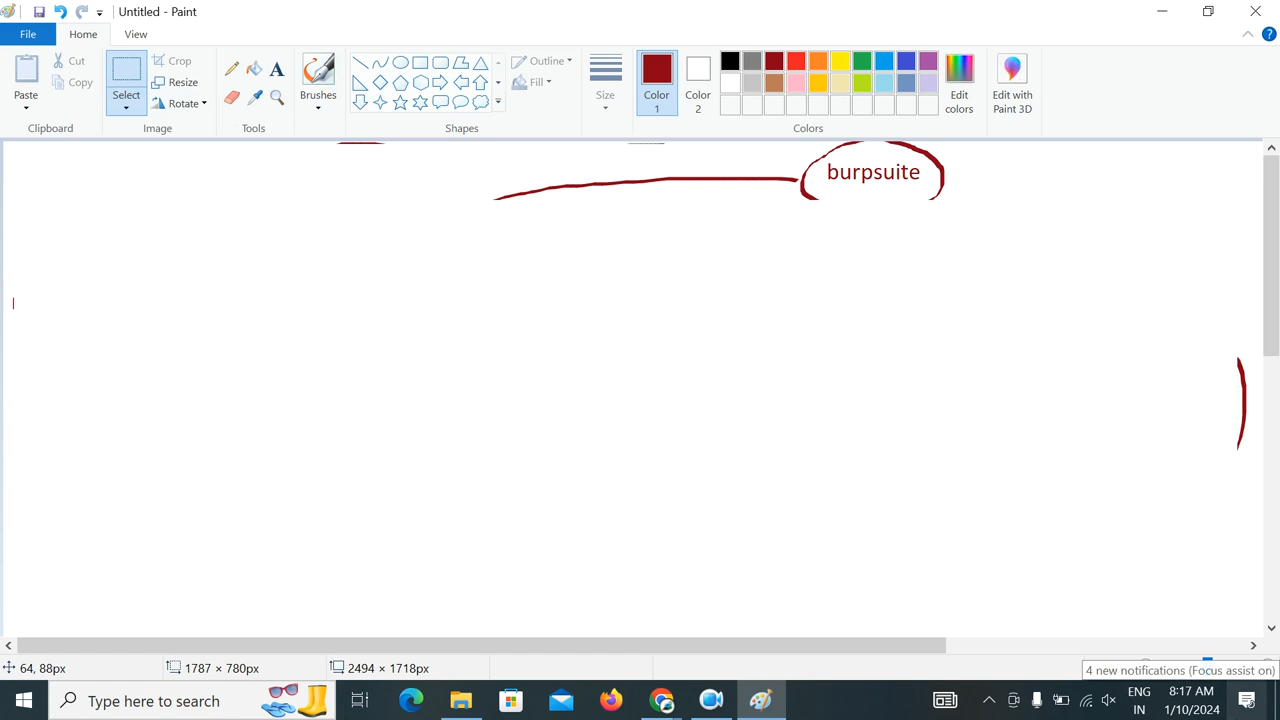 Untitled - Paint
File
Home
View
Paste
Cut
Copy
Clipboard
Select
Crop
Resize
Rotate
Image
Tools
Brushes
Shapes
Outline
Fill
Size
Color
1
Color
2
Edit
colors
Colors
Edit with
Paint 3D
burpsuite
64, 88px
1787 × 780px
2494 × 1718px
4 new notifications (Focus assist on)
Type here to search
ENG
IN
8:17 AM
1/10/2024